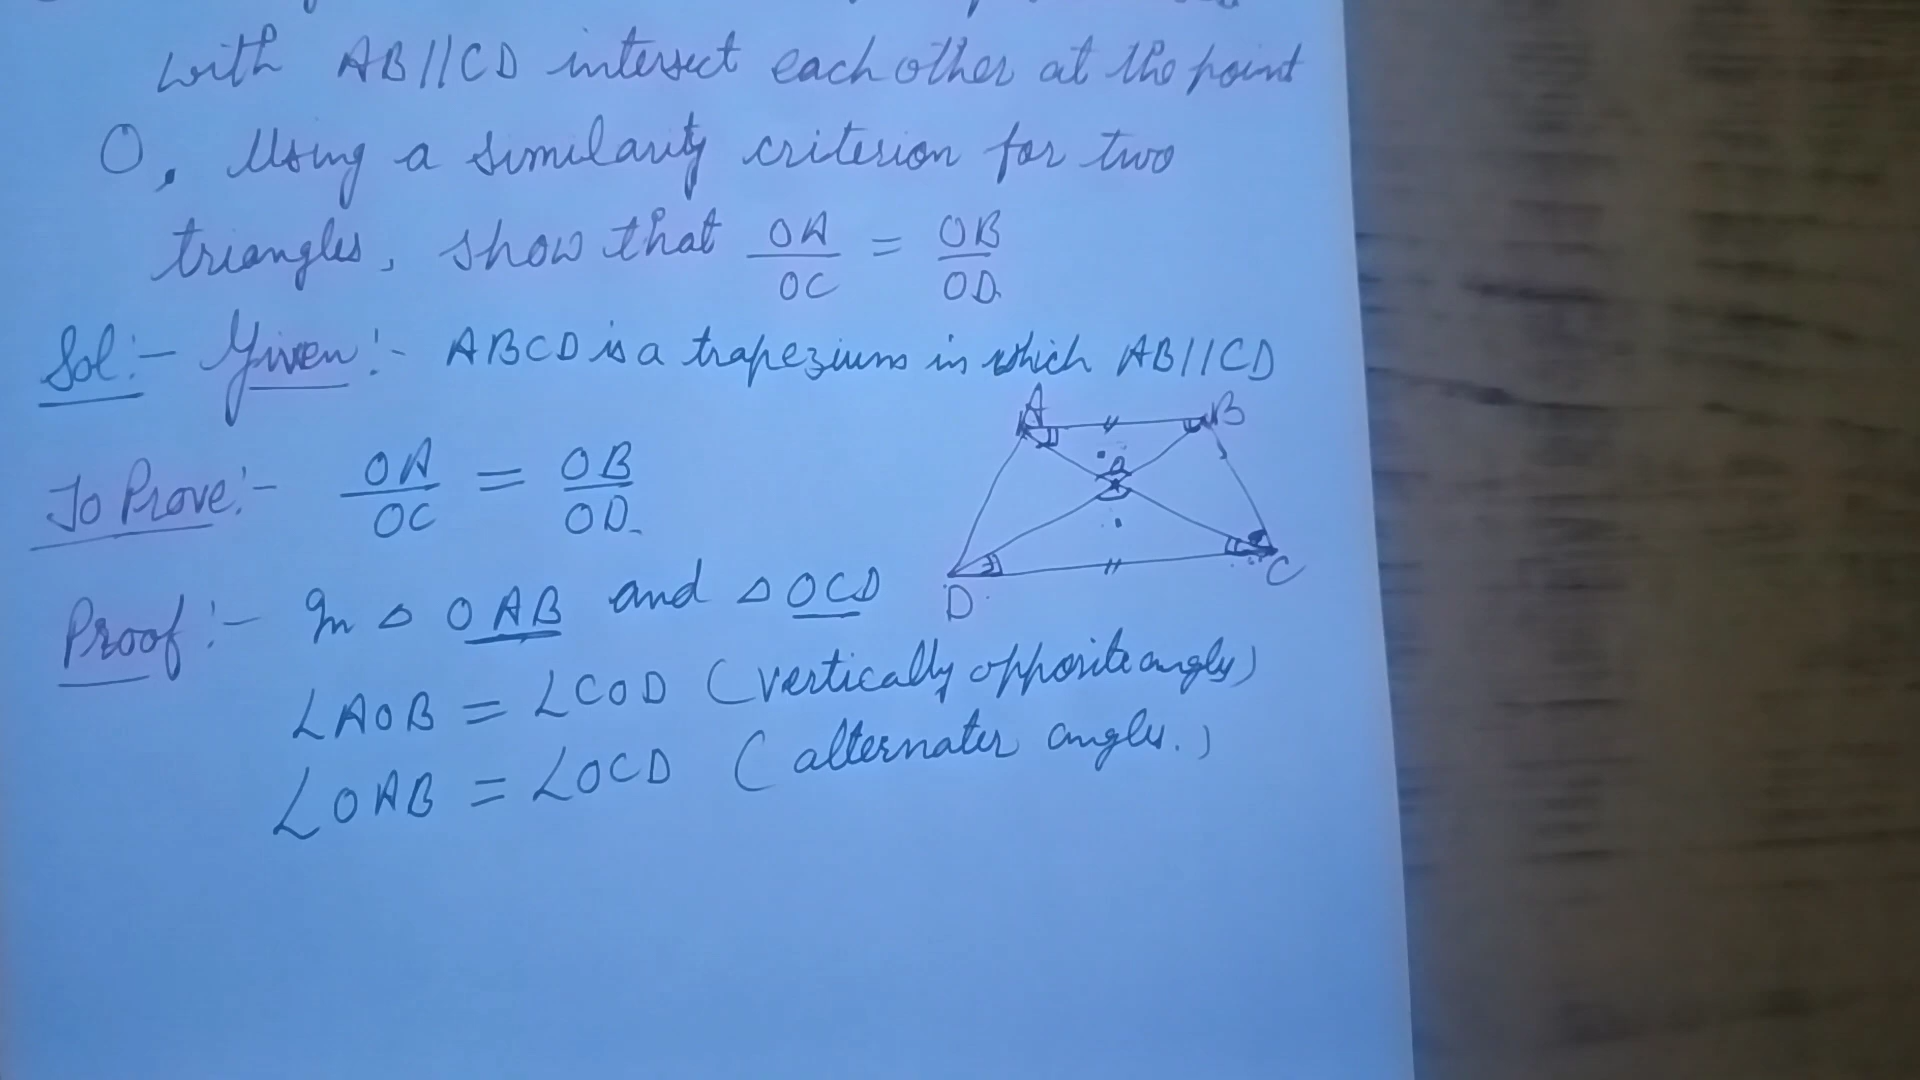 with AB//CD intersect each other at the point
O, Using a similarity criterion for two
triangles, show that OA/OC = OB/OD.
Sol:- Given:- ABCD is a trapezium in which AB//CD
To Prove:- OA/OC = OB/OD.
A B
O
D C
Proof:- In △ OAB and △ OCD
∠AOB = ∠COD (vertically opposite angles)
∠OAB = ∠OCD (alternater angles.)